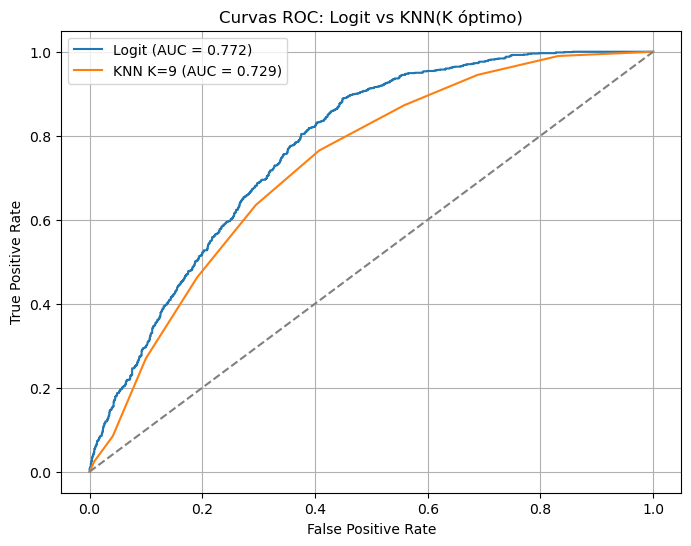 Curvas ROC: Logit vs KNN(K óptimo)
Logit (AUC = 0.772)
KNN K=9 (AUC = 0.729)
True Positive Rate
1.0
0.8
0.6
0.4
0.2
0.0
0.0 0.2 0.4 0.6 0.8 1.0
False Positive Rate